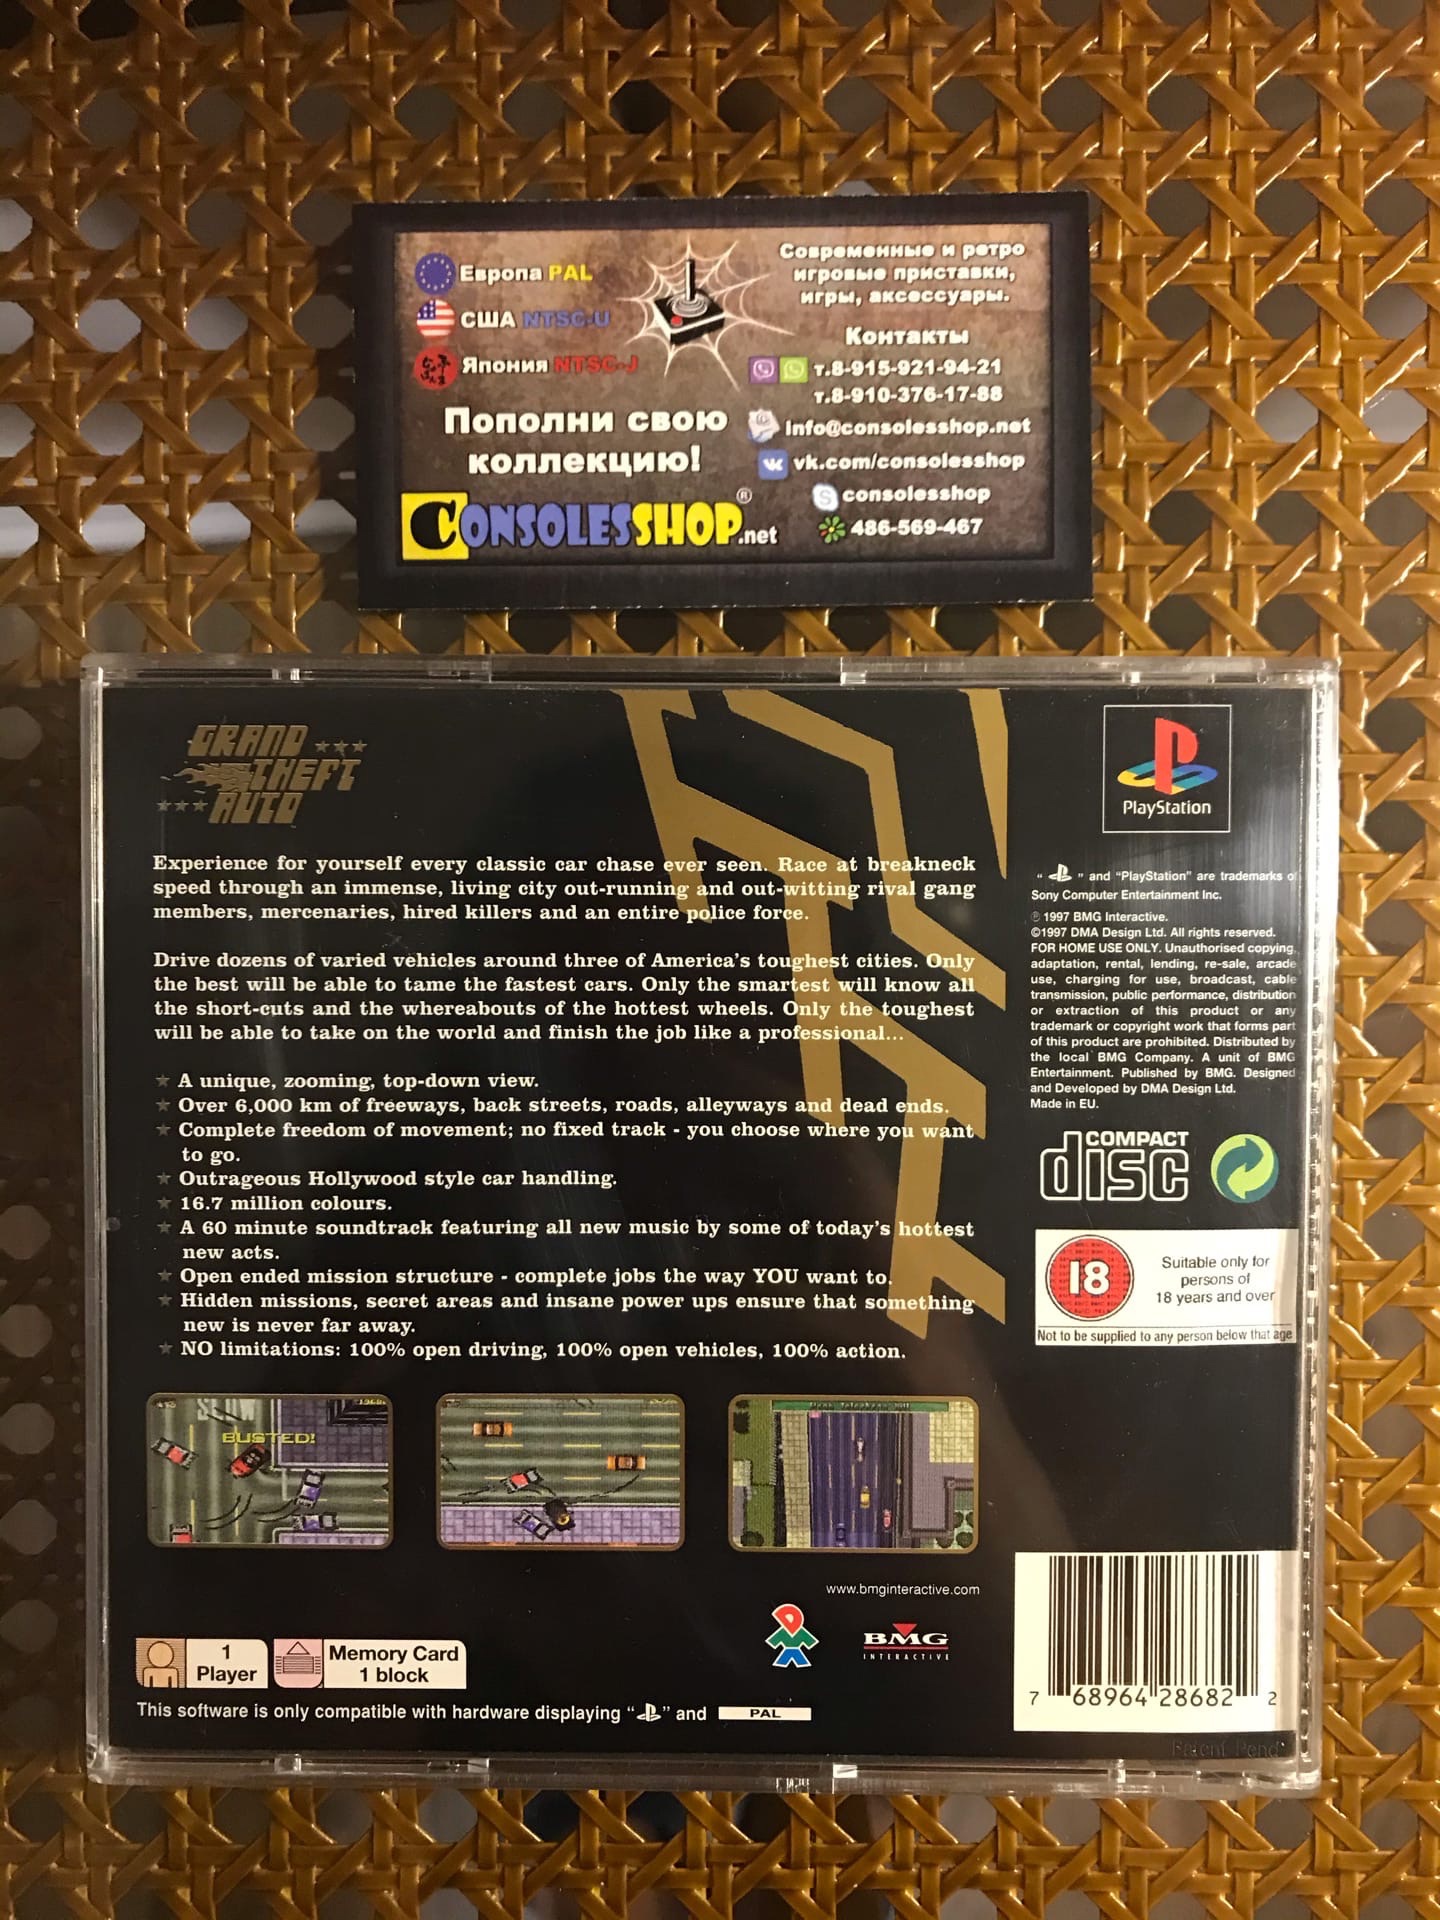 Европа PAL
США NTSC-U
Япония NTSC-J
Пополни свою
коллекцию!
CONSOLESSHOP.net
®
Современные и ретро
игровые приставки,
игры, аксессуары.
Контакты
т.8-915-921-94-21
т.8-910-376-17-88
info@consolesshop.net
vk.com/consolesshop
consolesshop
486-569-467
GRAND
THEFT
AUTO
Experience for yourself every classic car chase ever seen. Race at breakneck
speed through an immense, living city out-running and out-witting rival gang
members, mercenaries, hired killers and an entire police force.
Drive dozens of varied vehicles around three of America's toughest cities. Only
the best will be able to tame the fastest cars. Only the smartest will know all
the short-cuts and the whereabouts of the hottest wheels. Only the toughest
will be able to take on the world and finish the job like a professional...
★ A unique, zooming, top-down view.
★ Over 6,000 km of freeways, back streets, roads, alleyways and dead ends.
★ Complete freedom of movement; no fixed track - you choose where you want
to go.
★ Outrageous Hollywood style car handling.
★ 16.7 million colours.
★ A 60 minute soundtrack featuring all new music by some of today's hottest
new acts.
★ Open ended mission structure - complete jobs the way YOU want to.
★ Hidden missions, secret areas and insane power ups ensure that something
new is never far away.
★ NO limitations: 100% open driving, 100% open vehicles, 100% action.
SLOW
BUSTED!
www.bmginteractive.com
DMA
BMG
INTERACTIVE
1
Player
Memory Card
1 block
This software is only compatible with hardware displaying “PS” and PAL
PlayStation
“PS” and “PlayStation” are trademarks of
Sony Computer Entertainment Inc.
℗ 1997 BMG Interactive.
©1997 DMA Design Ltd. All rights reserved.
FOR HOME USE ONLY. Unauthorised copying,
adaptation, rental, lending, re-sale, arcade
use, charging for use, broadcast, cable
transmission, public performance, distribution
or extraction of this product or any
trademark or copyright work that forms part
of this product are prohibited. Distributed by
the local BMG Company. A unit of BMG
Entertainment. Published by BMG. Designed
and Developed by DMA Design Ltd.
Made in EU.
COMPACT
disc
18
Suitable only for
persons of
18 years and over
Not to be supplied to any person below that age
7 68964 28682 2
Patent Pend